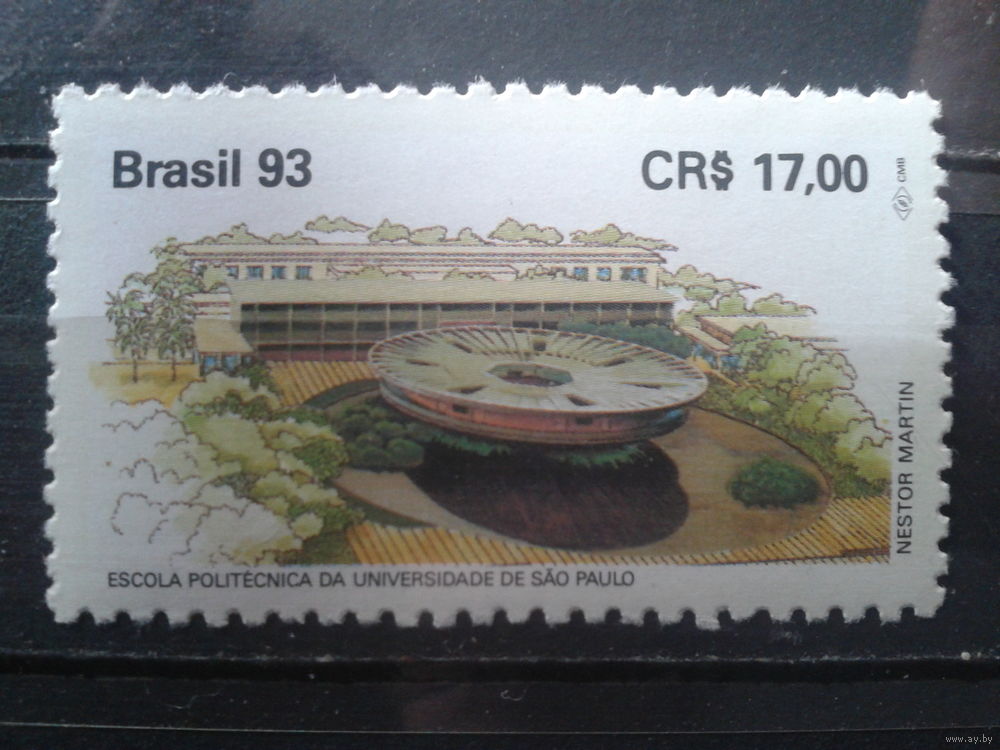 Brasil 93
CR$ 17,00
CMB
NESTOR MARTIN
ESCOLA POLITÉCNICA DA UNIVERSIDADE DE SÃO PAULO
www.ay.by